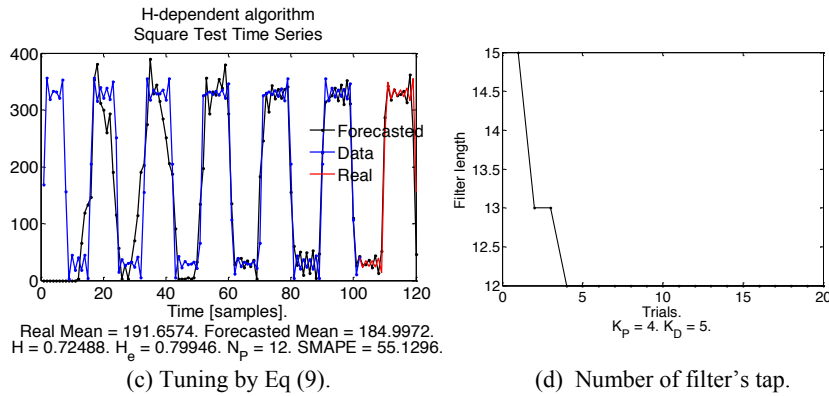 H-dependent algorithm
Square Test Time Series
400
300
200
100
0
0
20
40
60
80
100
120
Forecasted
Data
Real
Time [samples].
Real Mean = 191.6574. Forecasted Mean = 184.9972.
H = 0.72488. He = 0.79946. NP = 12. SMAPE = 55.1296.
(c) Tuning by Eq (9).
15
14.5
14
13.5
13
12.5
12
Filter length
0
5
10
15
20
Trials.
KP = 4. KD = 5.
(d) Number of filter's tap.